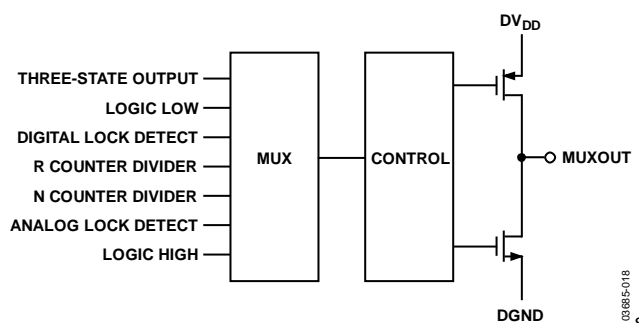 DVDD
THREE-STATE OUTPUT
LOGIC LOW
DIGITAL LOCK DETECT
R COUNTER DIVIDER
N COUNTER DIVIDER
ANALOG LOCK DETECT
LOGIC HIGH
MUX
CONTROL
MUXOUT
DGND
03685-018